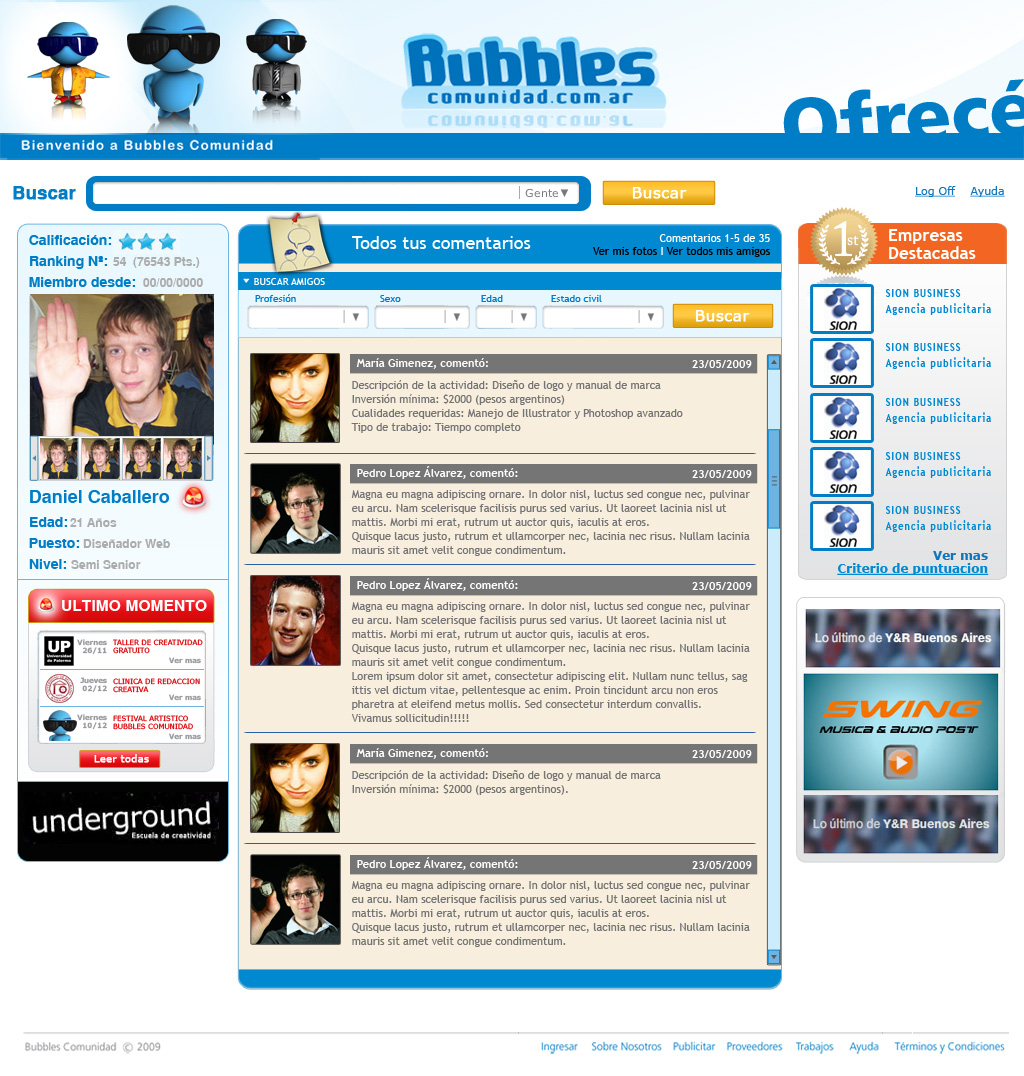 Bubbles
comunidad.com.ar
Ofrecé
Bienvenido a Bubbles Comunidad
Buscar
Gente
Buscar
Log Off
Ayuda
Calificación:
Ranking Nª: 54 (76543 Pts.)
Miembro desde: 00/00/0000
Daniel Caballero
Edad: 21 Años
Puesto: Diseñador Web
Nivel: Semi Senior
ULTIMO MOMENTO
UP
Universidad
de Palermo
Viernes
26/11
TALLER DE CREATIVIDAD
GRATUITO
Ver mas
Jueves
02/12
CLINICA DE REDACCION
CREATIVA
Ver mas
Viernes
10/12
FESTIVAL ARTISTICO
BUBBLES COMUNIDAD
Ver mas
Leer todas
underground
Escuela de creatividad
Todos tus comentarios
Comentarios 1-5 de 35
Ver mis fotos | Ver todos mis amigos
BUSCAR AMIGOS
Profesión
Sexo
Edad
Estado civil
Buscar
María Gimenez, comentó: 23/05/2009
Descripción de la actividad: Diseño de logo y manual de marca
Inversión mínima: $2000 (pesos argentinos)
Cualidades requeridas: Manejo de Illustrator y Photoshop avanzado
Tipo de trabajo: Tiempo completo
Pedro Lopez Álvarez, comentó: 23/05/2009
Magna eu magna adipiscing ornare. In dolor nisl, luctus sed congue nec, pulvinar
eu arcu. Nam scelerisque facilisis purus sed varius. Ut laoreet lacinia nisl ut
mattis. Morbi mi erat, rutrum ut auctor quis, iaculis at eros.
Quisque lacus justo, rutrum et ullamcorper nec, lacinia nec risus. Nullam lacinia
mauris sit amet velit congue condimentum.
Pedro Lopez Álvarez, comentó: 23/05/2009
Magna eu magna adipiscing ornare. In dolor nisl, luctus sed congue nec, pulvinar
eu arcu. Nam scelerisque facilisis purus sed varius. Ut laoreet lacinia nisl ut
mattis. Morbi mi erat, rutrum ut auctor quis, iaculis at eros.
Quisque lacus justo, rutrum et ullamcorper nec, lacinia nec risus. Nullam lacinia
mauris sit amet velit congue condimentum.
Lorem ipsum dolor sit amet, consectetur adipiscing elit. Nullam nunc tellus, sag
ittis vel dictum vitae, pellentesque ac enim. Proin tincidunt arcu non eros
pharetra at eleifend metus mollis. Sed consectetur interdum convallis.
Vivamus sollicitudin!!!!!
María Gimenez, comentó: 23/05/2009
Descripción de la actividad: Diseño de logo y manual de marca
Inversión mínima: $2000 (pesos argentinos).
Pedro Lopez Álvarez, comentó: 23/05/2009
Magna eu magna adipiscing ornare. In dolor nisl, luctus sed congue nec, pulvinar
eu arcu. Nam scelerisque facilisis purus sed varius. Ut laoreet lacinia nisl ut
mattis. Morbi mi erat, rutrum ut auctor quis, iaculis at eros.
Quisque lacus justo, rutrum et ullamcorper nec, lacinia nec risus. Nullam lacinia
mauris sit amet velit congue condimentum.
1st
Empresas
Destacadas
SION
SION BUSINESS
Agencia publicitaria
SION
SION BUSINESS
Agencia publicitaria
SION
SION BUSINESS
Agencia publicitaria
SION
SION BUSINESS
Agencia publicitaria
SION
SION BUSINESS
Agencia publicitaria
Ver mas
Criterio de puntuacion
Lo último de Y&R Buenos Aires
SWING
MUSICA & AUDIO POST
Lo último de Y&R Buenos Aires
Bubbles Comunidad © 2009
Ingresar Sobre Nosotros Publicitar Proveedores Trabajos Ayuda Términos y Condiciones